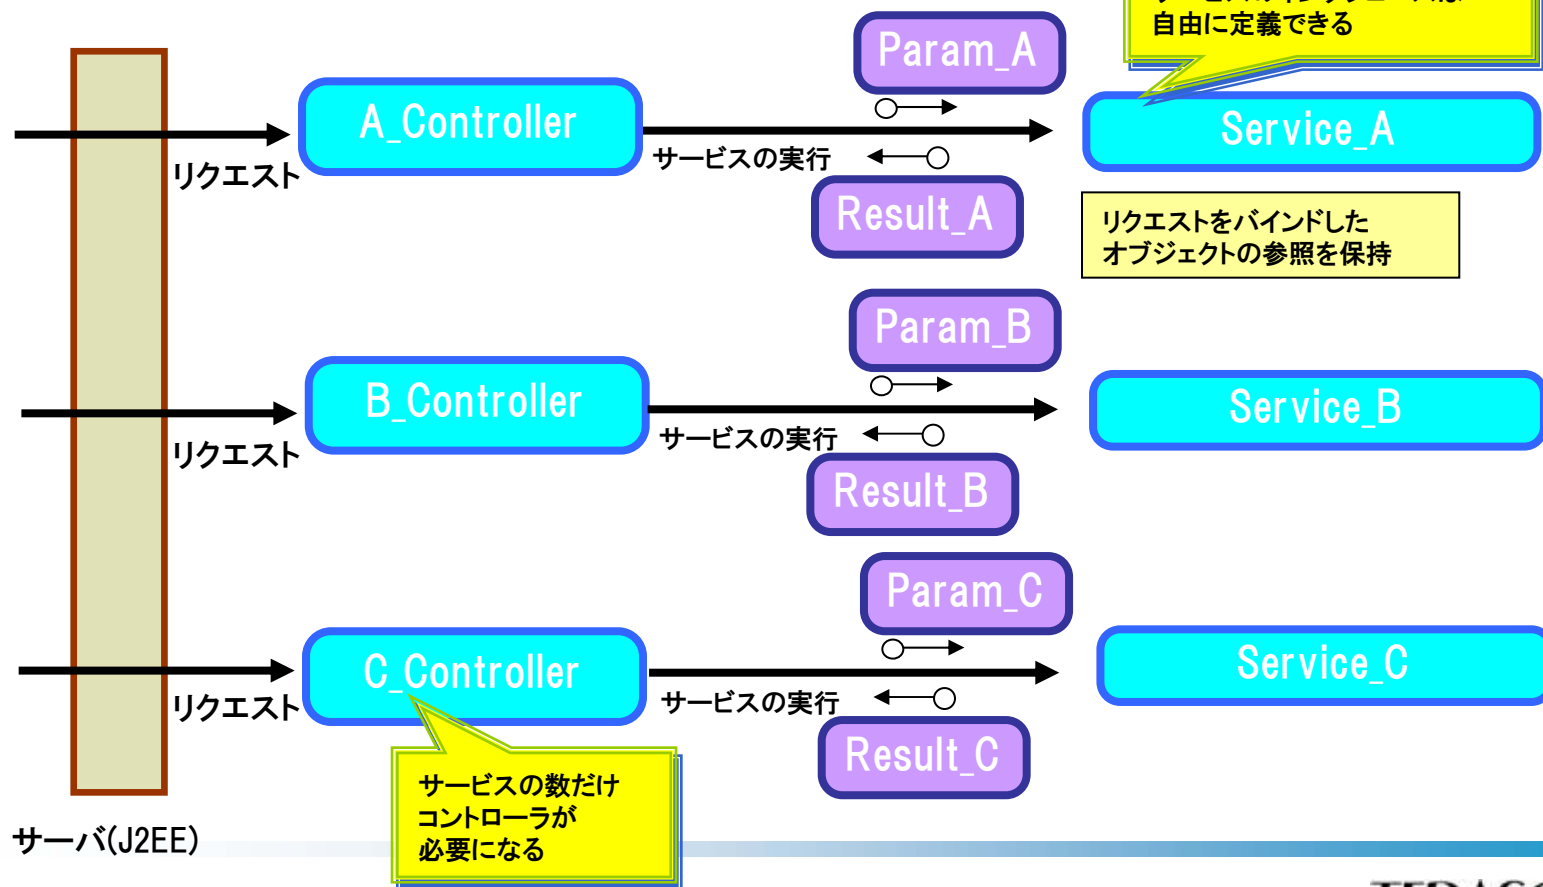 自由に定義できる
Param_A
A_Controller
Service_A
リクエスト
サービスの実行
Result_A
リクエストをバインドした
オブジェクトの参照を保持
Param_B
B_Controller
Service_B
リクエスト
サービスの実行
Result_B
Param_C
C_Controller
Service_C
リクエスト
サービスの実行
Result_C
サービスの数だけ
コントローラが
必要になる
サーバ(J2EE)